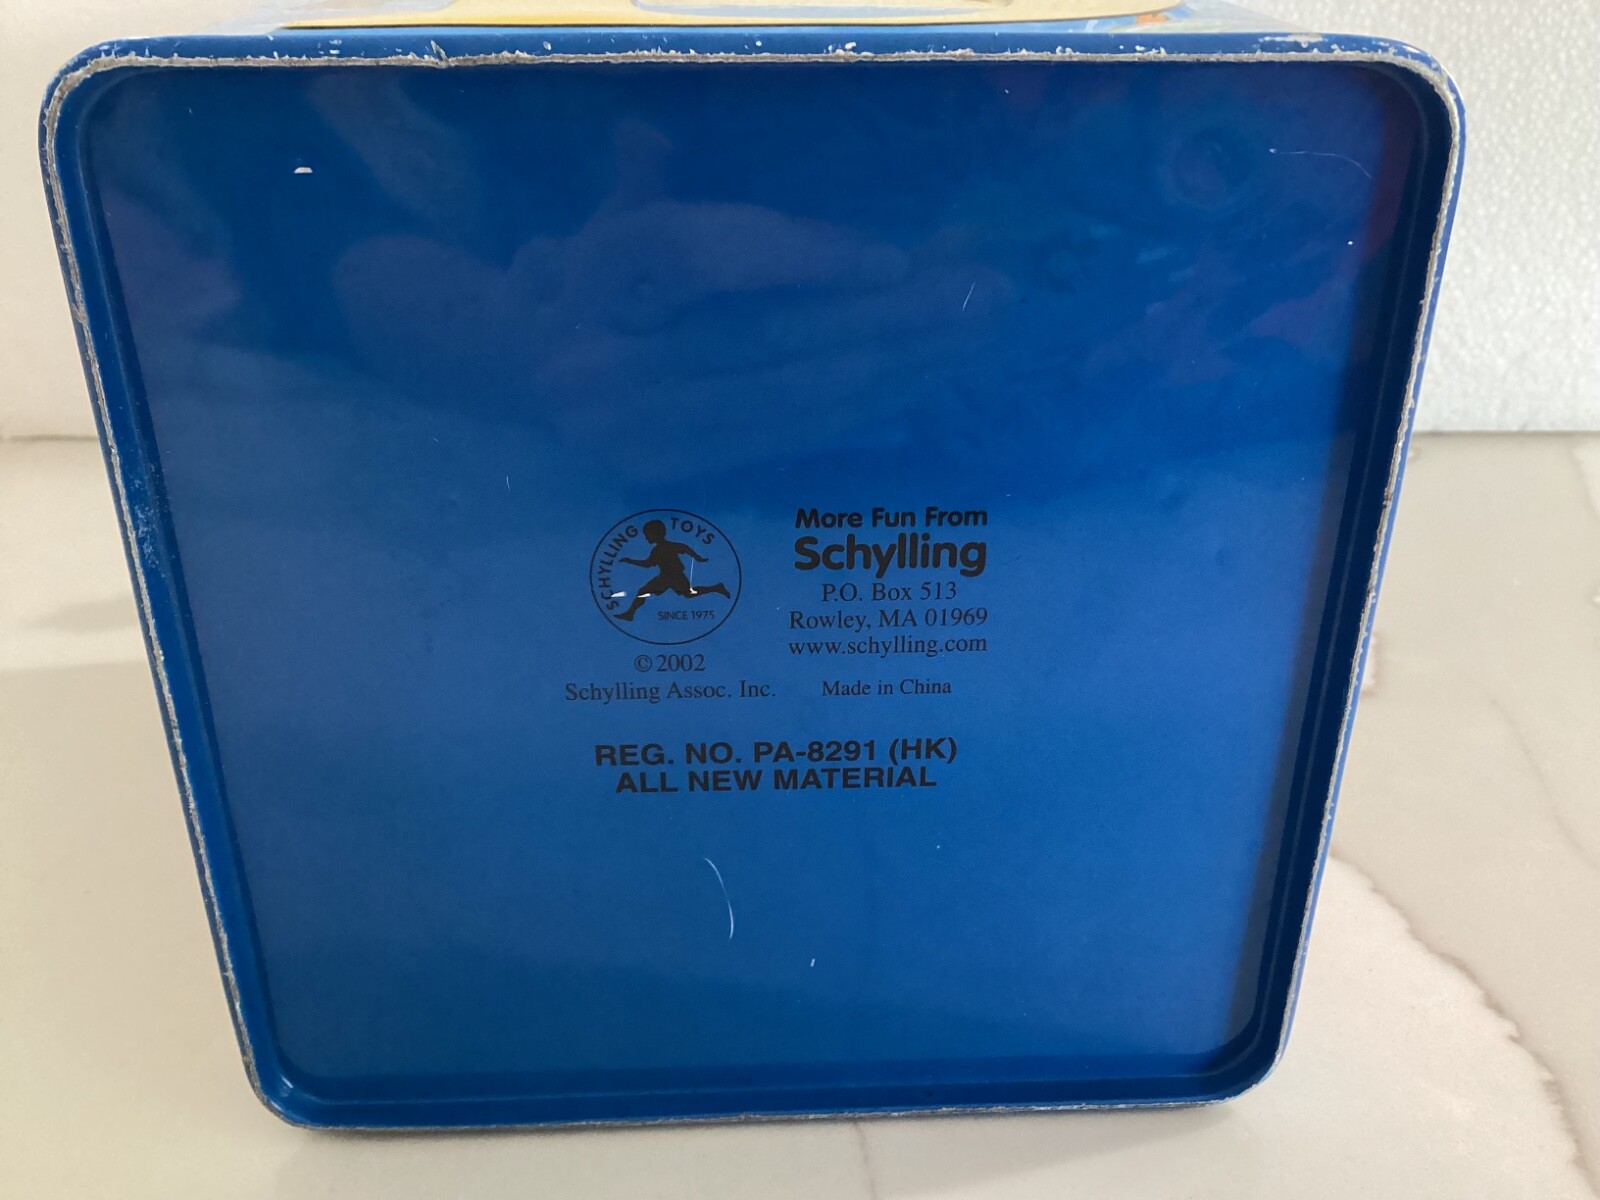 SCHYLLING TOYS
SINCE 1975
©2002
Schylling Assoc. Inc.
More Fun From
Schylling
P.O. Box 513
Rowley, MA 01969
www.schylling.com
Made in China
REG. NO. PA-8291 (HK)
ALL NEW MATERIAL